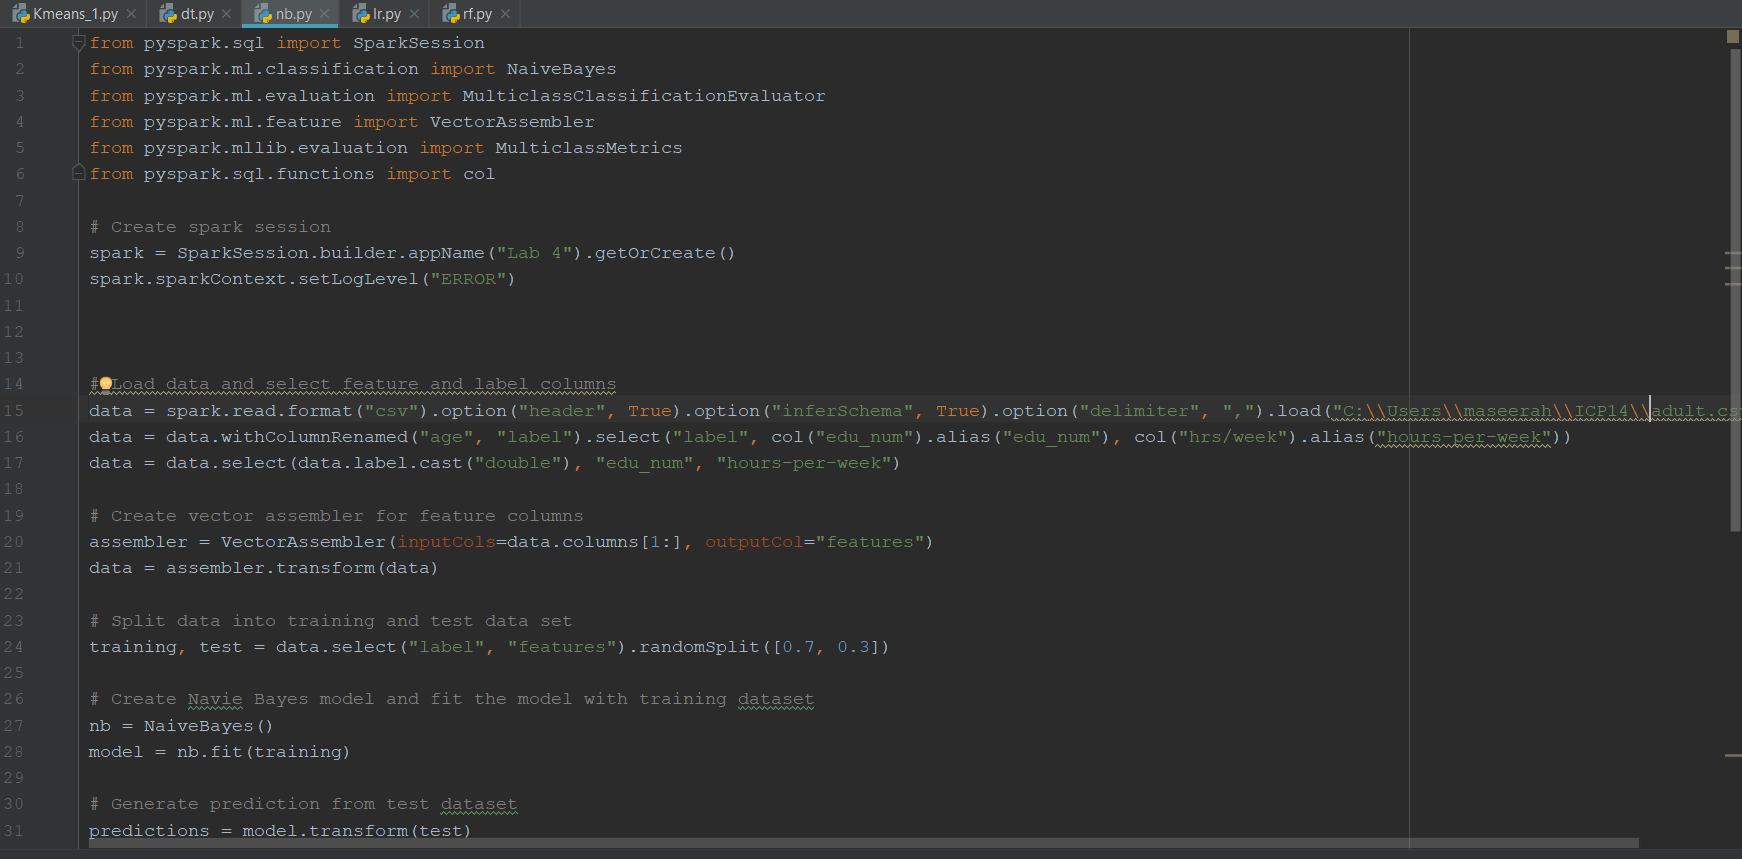 Kmeans_1.py dt.py nb.py lr.py rf.py
1 from pyspark.sql import SparkSession
2 from pyspark.ml.classification import NaiveBayes
3 from pyspark.ml.evaluation import MulticlassClassificationEvaluator
4 from pyspark.ml.feature import VectorAssembler
5 from pyspark.mllib.evaluation import MulticlassMetrics
6 from pyspark.sql.functions import col
7
8 # Create spark session
9 spark = SparkSession.builder.appName("Lab 4").getOrCreate()
10 spark.sparkContext.setLogLevel("ERROR")
11
12
13
14 # Load data and select feature and label columns
15 data = spark.read.format("csv").option("header", True).option("inferSchema", True).option("delimiter", ",").load("C:\\Users\\maseerah\\ICP14\\adult.cs
16 data = data.withColumnRenamed("age", "label").select("label", col("edu_num").alias("edu_num"), col("hrs/week").alias("hours-per-week"))
17 data = data.select(data.label.cast("double"), "edu_num", "hours-per-week")
18
19 # Create vector assembler for feature columns
20 assembler = VectorAssembler(inputCols=data.columns[1:], outputCol="features")
21 data = assembler.transform(data)
22
23 # Split data into training and test data set
24 training, test = data.select("label", "features").randomSplit([0.7, 0.3])
25
26 # Create Navie Bayes model and fit the model with training dataset
27 nb = NaiveBayes()
28 model = nb.fit(training)
29
30 # Generate prediction from test dataset
31 predictions = model.transform(test)